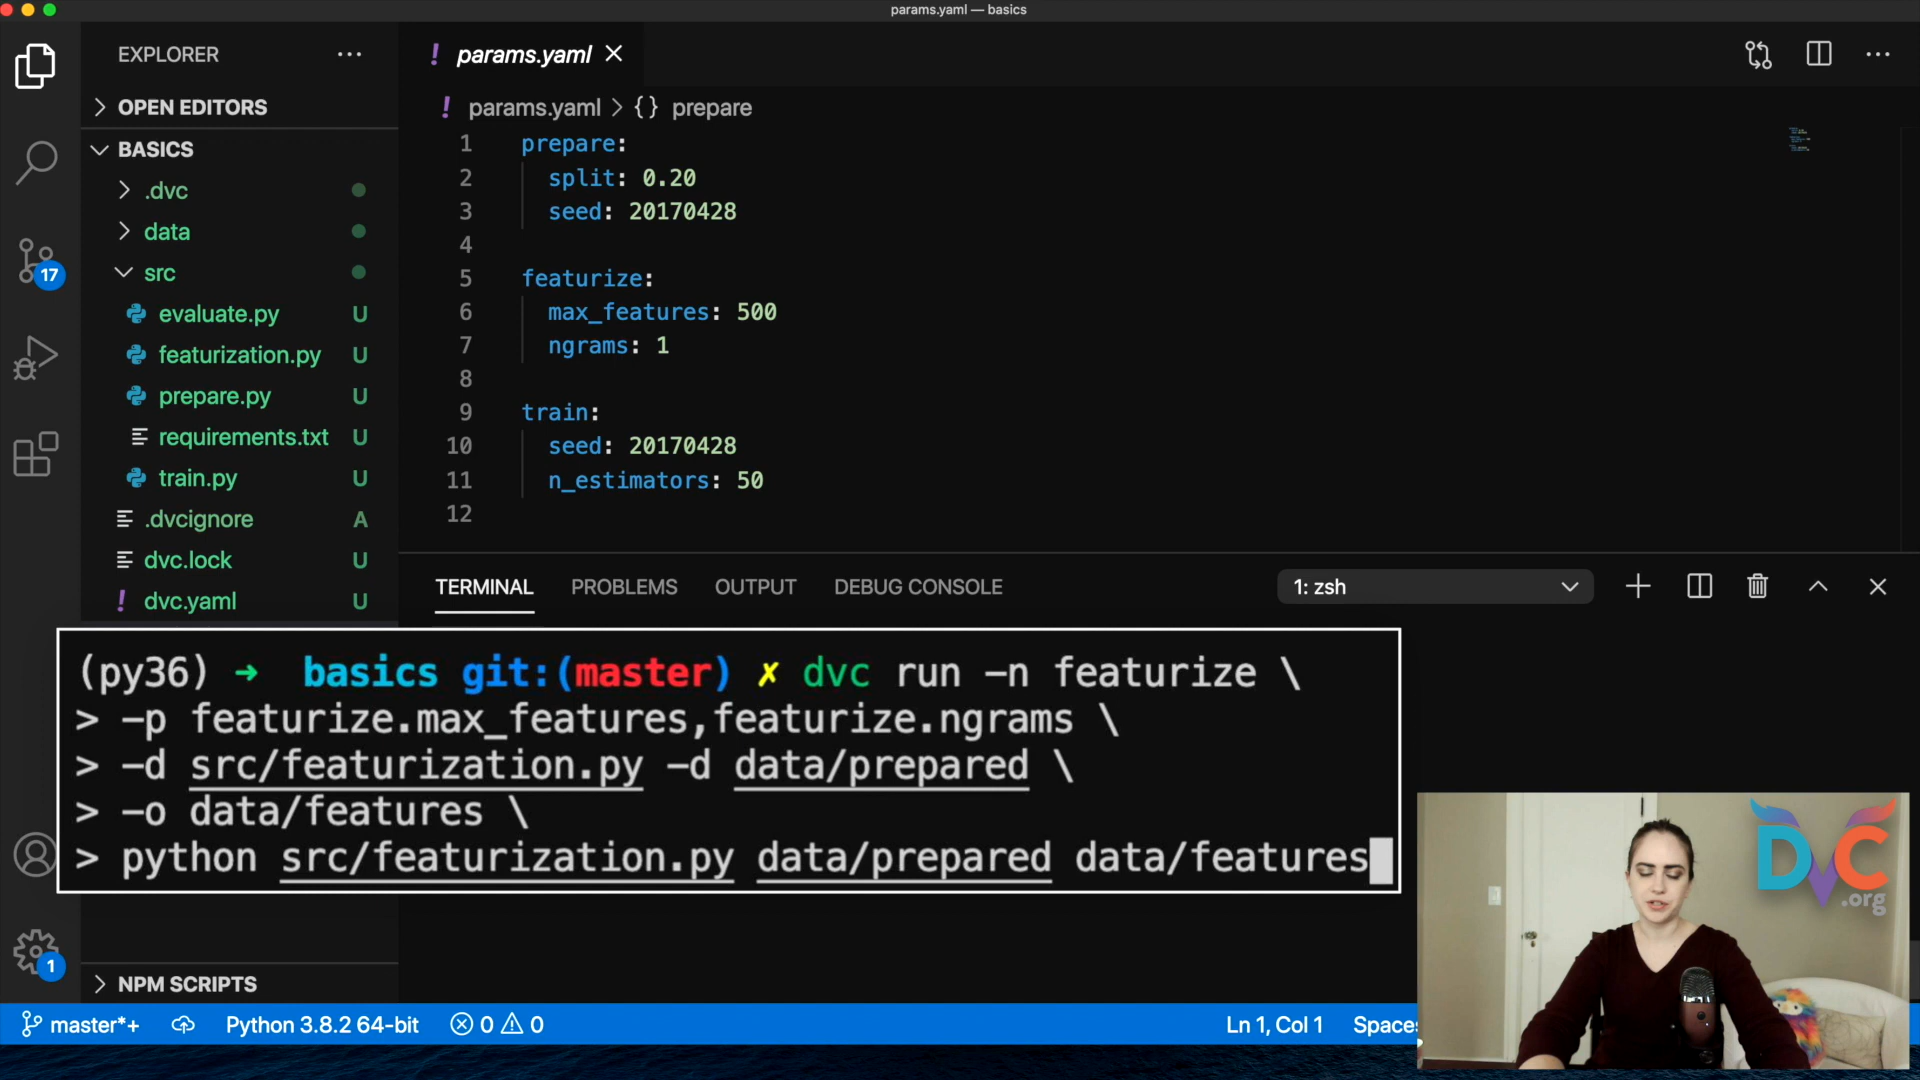 params.yaml — basics
EXPLORER
OPEN EDITORS
BASICS
.dvc
data
src
evaluate.py U
featurization.py U
prepare.py U
requirements.txt U
train.py U
.dvcignore A
dvc.lock U
! dvc.yaml U
NPM SCRIPTS
17
1
! params.yaml
! params.yaml > {} prepare
1 prepare:
2 split: 0.20
3 seed: 20170428
4
5 featurize:
6 max_features: 500
7 ngrams: 1
8
9 train:
10 seed: 20170428
11 n_estimators: 50
12
TERMINAL PROBLEMS OUTPUT DEBUG CONSOLE 1: zsh
(py36) ➜ basics git:(master) ✗ dvc run -n featurize \
> -p featurize.max_features,featurize.ngrams \
> -d src/featurization.py -d data/prepared \
> -o data/features \
> python src/featurization.py data/prepared data/features
DVC
.org
master*+ Python 3.8.2 64-bit 0 0 Ln 1, Col 1 Spaces